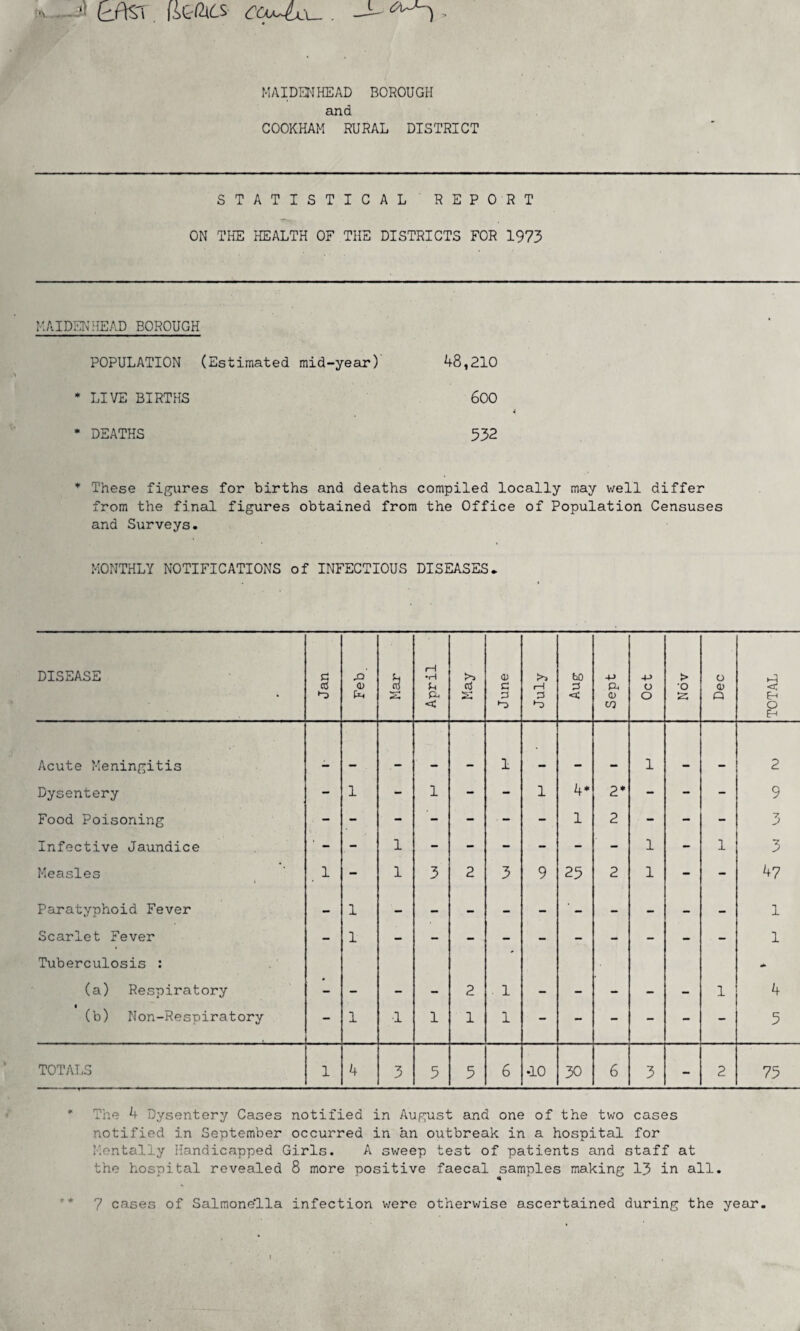 EAST BERKS
MAIDENHEAD BOROUGH
and
COOKHAM RURAL DISTRICT
STATISTICAL REPORT
ON THE HEALTH OF THE DISTRICTS FOR 1973
MAIDENHEAD BOROUGH
POPULATION (Estimated mid-year) 48,210
* LIVE BIRTHS 600
* DEATHS 532
* These figures for births and deaths compiled locally may well differ
from the final figures obtained from the Office of Population Censuses
and Surveys.
MONTHLY NOTIFICATIONS of INFECTIOUS DISEASES.
DISEASE Jan Feb. Mar April May June July Aug Sept Oct Nov Dec TOTAL
Acute Meningitis - - - - - 1 - - - 1 - - 2
Dysentery - 1 - 1 - - 1 4* 2* - - - 9
Food Poisoning - - - - - - - 1 2 - - - 3
Infective Jaundice - - 1 - - - - - - 1 - 1 3
Measles 1 - 1 3 2 3 9 25 2 1 - - 47
Paratyphoid Fever - 1 - - - - - - - - - - 1
Scarlet Fever - 1 - - - - - - - - - - 1
Tuberculosis :
(a) Respiratory - - - - 2 1 - - - - - 1 4
(b) Non-Respiratory - 1 1 1 1 1 - - - - - - 5
TOTALS 1 4 3 5 5 6 10 30 6 3 - 2 75
* The 4 Dysentery Cases notified in August and one of the two cases
notified in September occurred in an outbreak in a hospital for
Mentally Handicapped Girls. A sweep test of patients and staff at
the hospital revealed 8 more positive faecal samples making 13 in all.
** 7 cases of Salmonella infection were otherwise ascertained during the year.